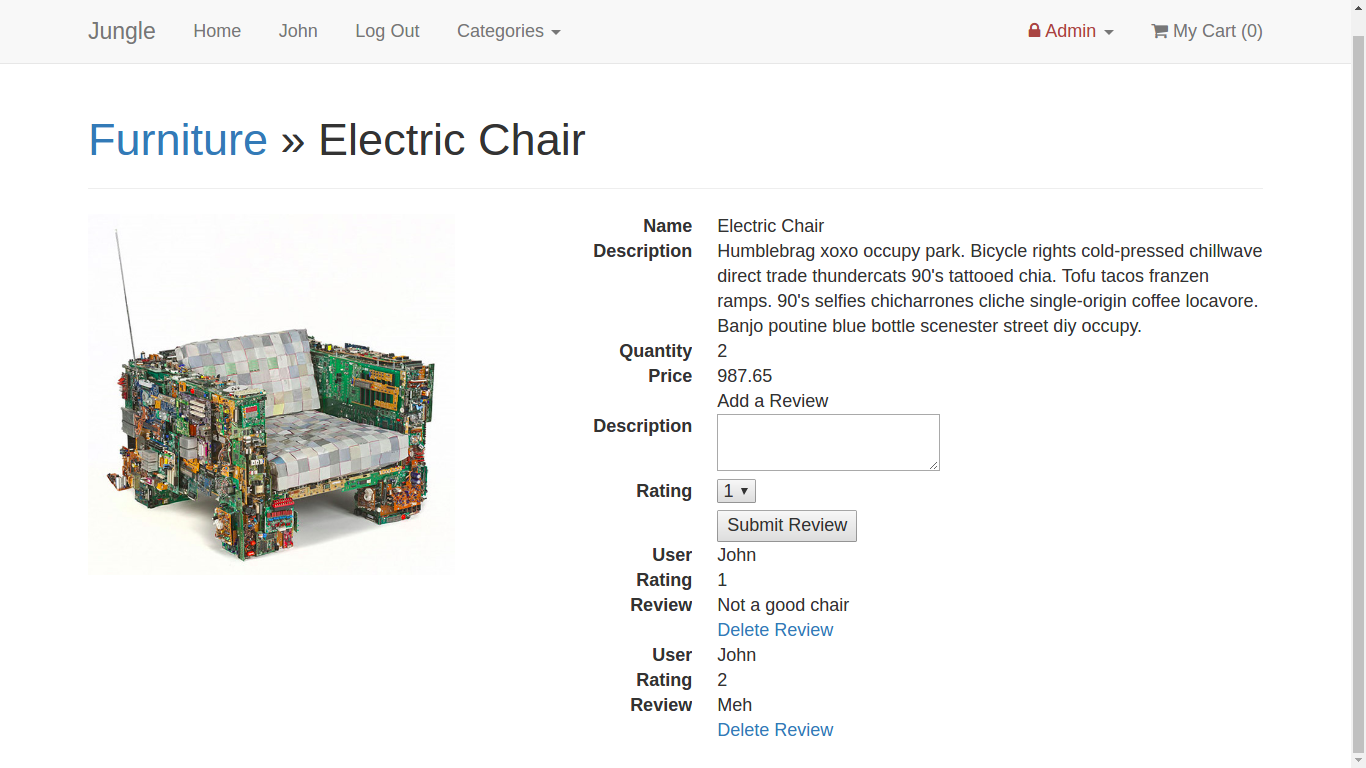 Jungle Home John Log Out Categories Admin My Cart (0)
Furniture » Electric Chair
Name Electric Chair
Description Humblebrag xoxo occupy park. Bicycle rights cold-pressed chillwave
direct trade thundercats 90's tattooed chia. Tofu tacos franzen
ramps. 90's selfies chicharrones cliche single-origin coffee locavore.
Banjo poutine blue bottle scenester street diy occupy.
Quantity 2
Price 987.65
Add a Review
Description
Rating 1
Submit Review
User John
Rating 1
Review Not a good chair
Delete Review
User John
Rating 2
Review Meh
Delete Review